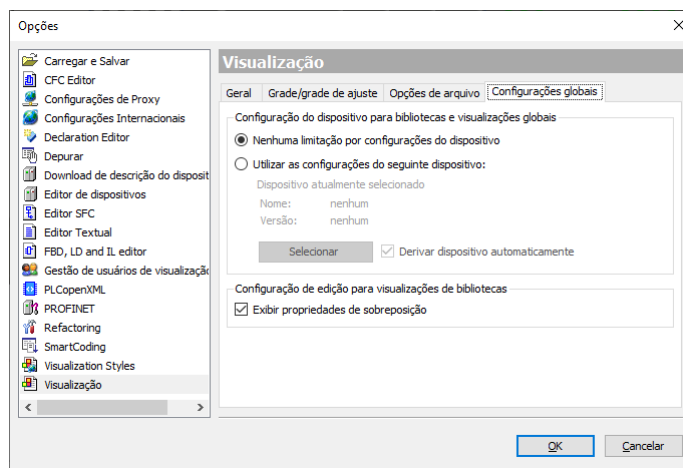 Opções
Carregar e Salvar
CFC Editor
Configurações de Proxy
Configurações Internacionais
Declaration Editor
Depurar
Download de descrição do disposit
Editor de dispositivos
Editor SFC
Editor Textual
FBD, LD and IL editor
Gestão de usuários de visualizaçã
PLCopenXML
PROFINET
Refactoring
SmartCoding
Visualization Styles
Visualização
Visualização
Geral Grade/grade de ajuste Opções de arquivo Configurações globais
Configuração do dispositivo para bibliotecas e visualizações globais
Nenhuma limitação por configurações do dispositivo
Utilizar as configurações do seguinte dispositivo:
Dispositivo atualmente selecionado
Nome: nenhum
Versão: nenhum
Selecionar Derivar dispositivo automaticamente
Configuração de edição para visualizações de bibliotecas
Exibir propriedades de sobreposição
OK Cancelar